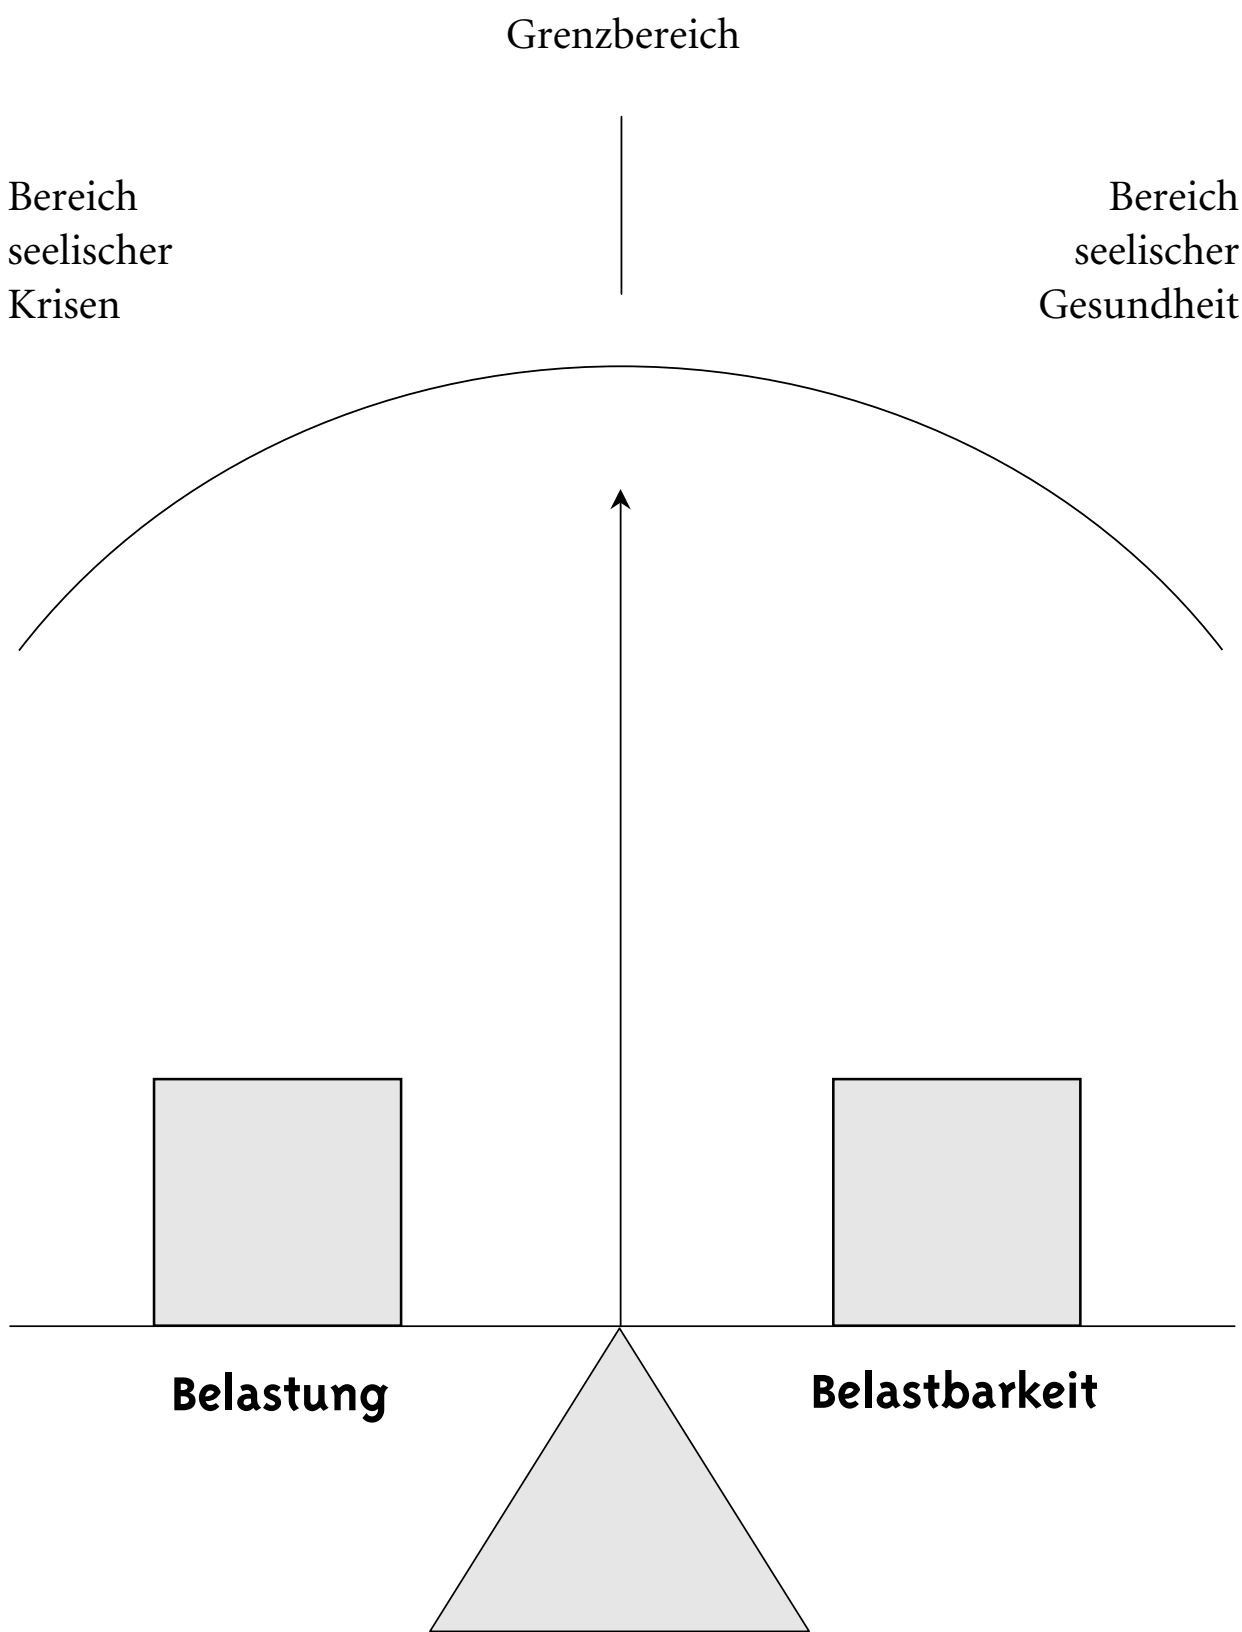 Grenzbereich
Bereich
seelischer
Krisen
Bereich
seelischer
Gesundheit
Belastung
Belastbarkeit